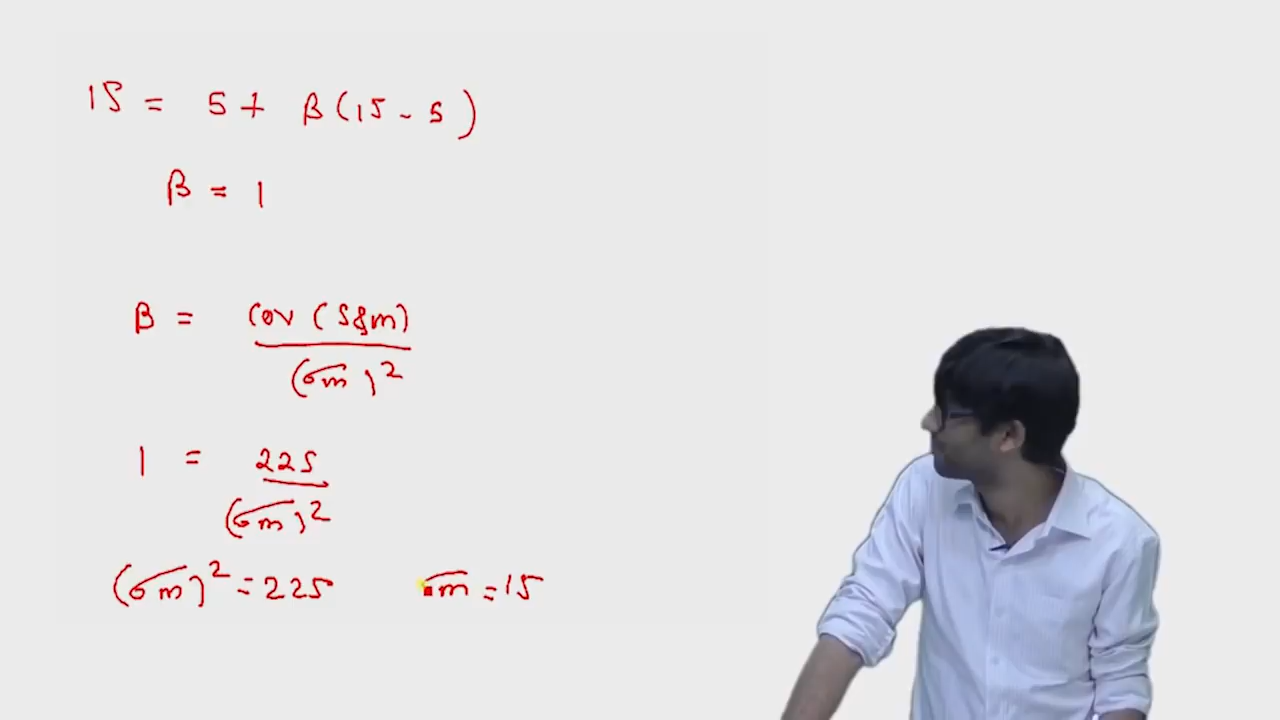 15 = 5 + β(15 - 5)
β = 1
β = Cov (S&m) / (σm)²
1 = 225 / (σm)²
(σm)² = 225 σm = 15